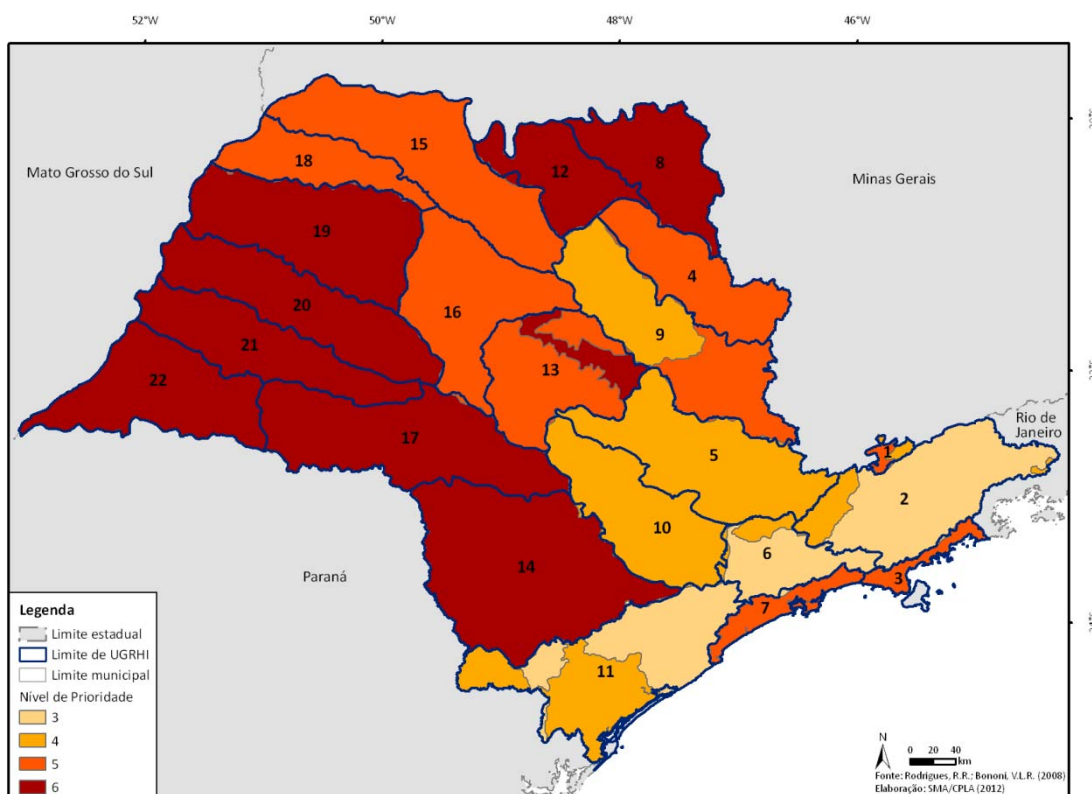 52°W 50°W 48°W 46°W
Mato Grosso do Sul
Minas Gerais
Rio de
Janeiro
Paraná
15
18
12
8
19
4
20
16
9
21
13
22
17
5
1
2
10
6
14
3
7
11
Legenda
Limite estadual
Limite de UGRHI
Limite municipal
Nível de Prioridade
3
4
5
6
N
0 20 40
km
Fonte: Rodrigues, R.R.; Bononi, V.L.R. (2008)
Elaboração: SMA/CPLA (2012)